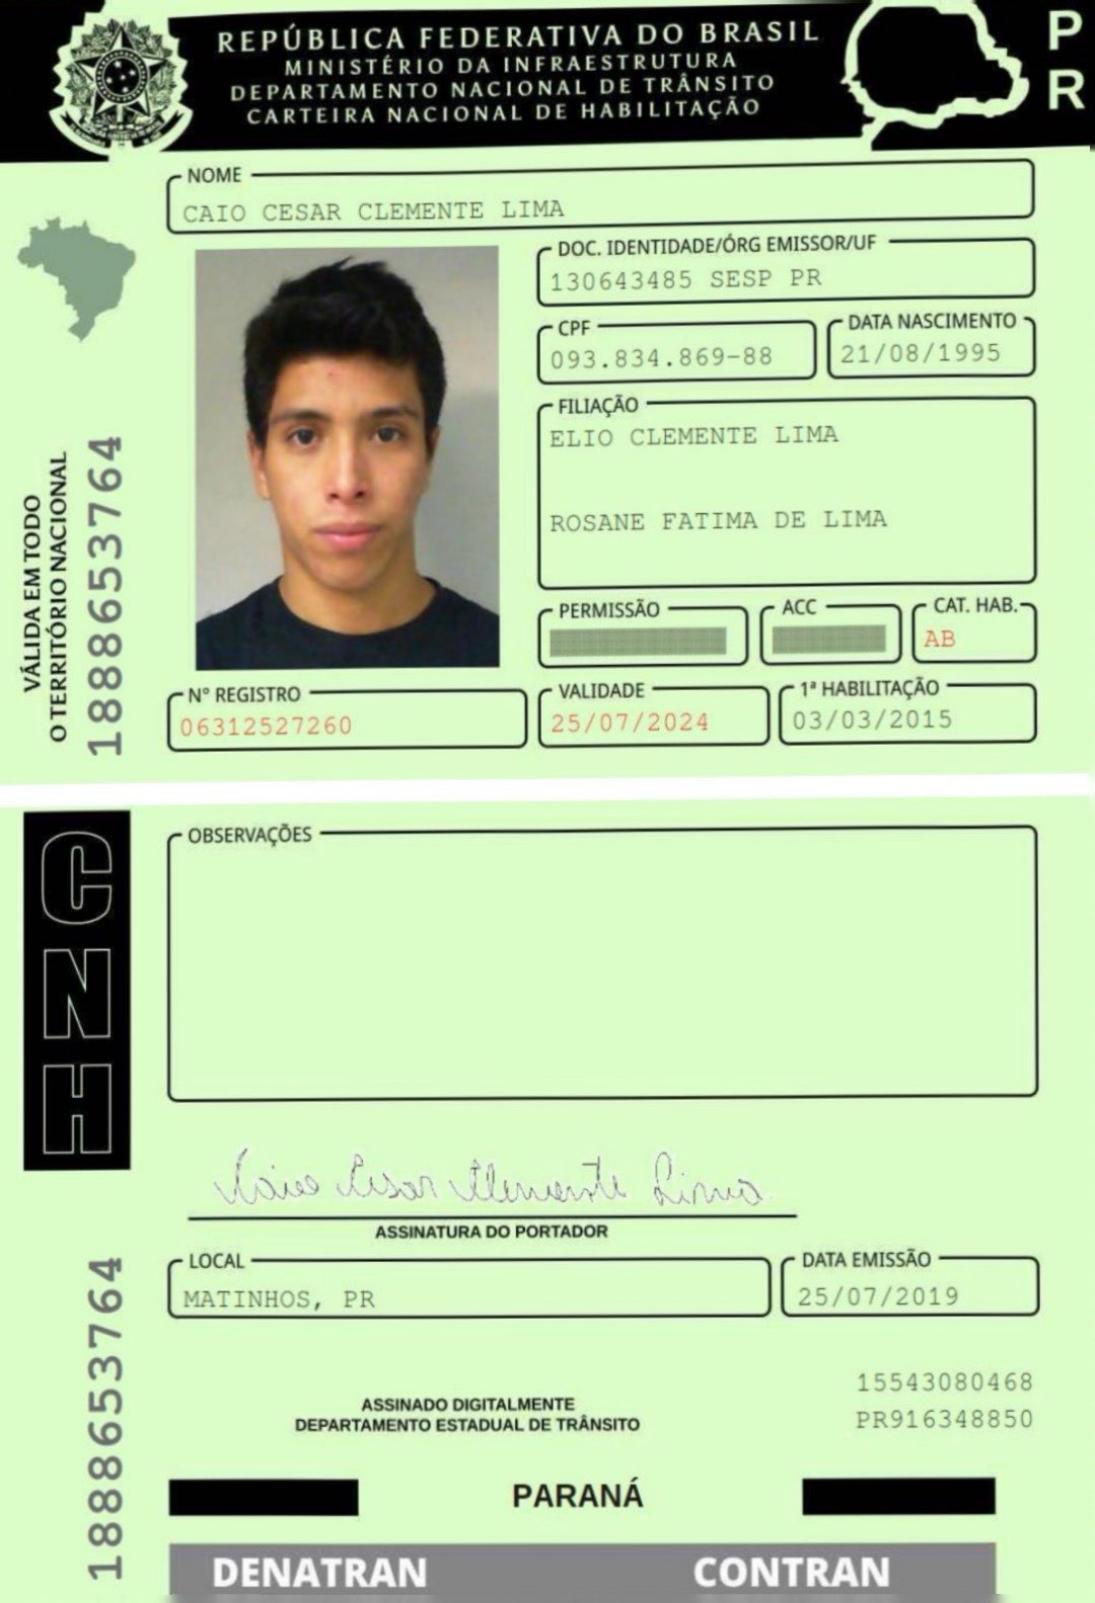 REPÚBLICA FEDERATIVA DO BRASIL
MINISTÉRIO DA INFRAESTRUTURA
DEPARTAMENTO NACIONAL DE TRÂNSITO
CARTEIRA NACIONAL DE HABILITAÇÃO
PR
NOME
CAIO CESAR CLEMENTE LIMA
DOC. IDENTIDADE/ÓRG EMISSOR/UF
130643485 SESP PR
CPF
093.834.869-88
DATA NASCIMENTO
21/08/1995
FILIAÇÃO
ELIO CLEMENTE LIMA
ROSANE FATIMA DE LIMA
PERMISSÃO
ACC
CAT. HAB.
AB
Nº REGISTRO
06312527260
VALIDADE
25/07/2024
1ª HABILITAÇÃO
03/03/2015
VÁLIDA EM TODO
O TERRITÓRIO NACIONAL
1888653764
CNH
OBSERVAÇÕES
Caio Cesar Clemente Lima
ASSINATURA DO PORTADOR
LOCAL
MATINHOS, PR
DATA EMISSÃO
25/07/2019
1888653764
ASSINADO DIGITALMENTE
DEPARTAMENTO ESTADUAL DE TRÂNSITO
15543080468
PR916348850
PARANÁ
DENATRAN CONTRAN